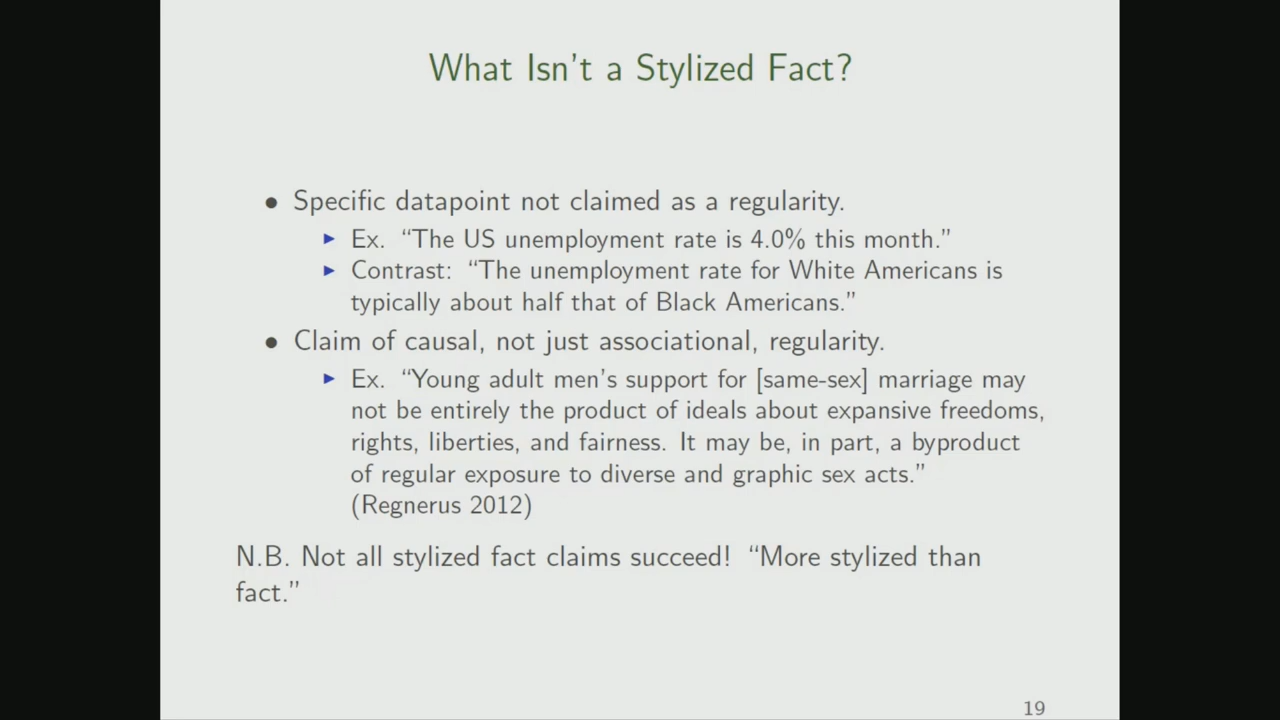 What Isn't a Stylized Fact?
• Specific datapoint not claimed as a regularity.
▶ Ex. “The US unemployment rate is 4.0% this month.”
▶ Contrast: “The unemployment rate for White Americans is
typically about half that of Black Americans.”
• Claim of causal, not just associational, regularity.
▶ Ex. “Young adult men's support for [same-sex] marriage may
not be entirely the product of ideals about expansive freedoms,
rights, liberties, and fairness. It may be, in part, a byproduct
of regular exposure to diverse and graphic sex acts.”
(Regnerus 2012)
N.B. Not all stylized fact claims succeed! “More stylized than
fact.”
19